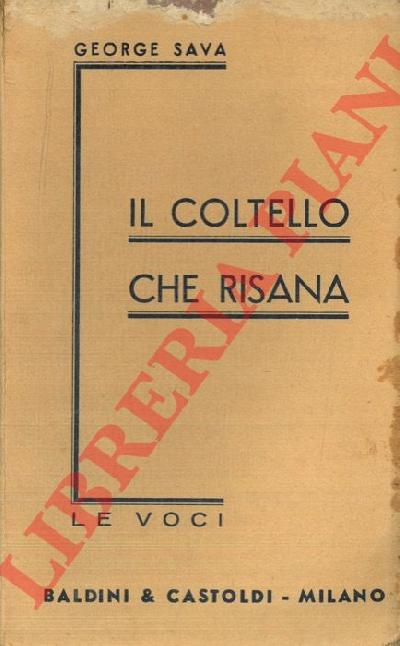 GEORGE SAVA
IL COLTELLO
CHE RISANA
LE VOCI
BALDINI & CASTOLDI - MILANO
LIBRERIA PIANI